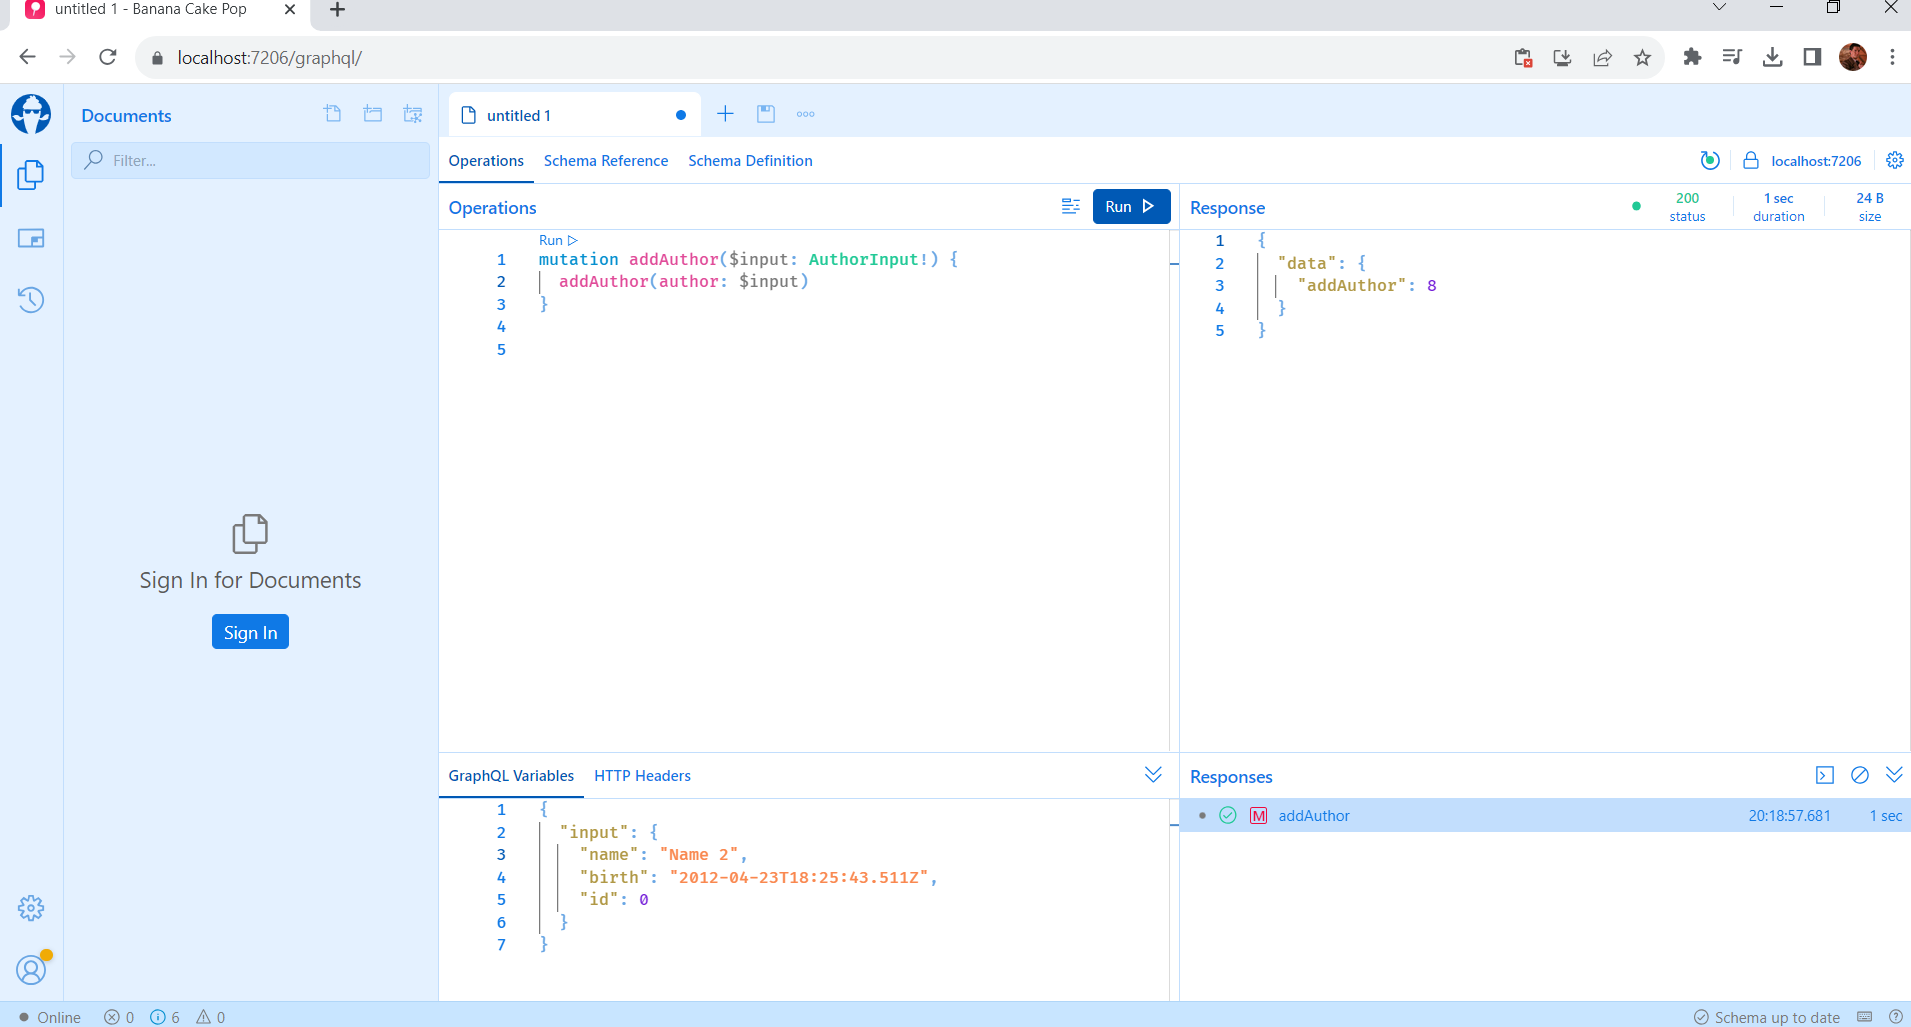 untitled 1 - Banana Cake Pop
localhost:7206/graphql/
Documents
Filter...
Sign In for Documents
Sign In
untitled 1
Operations Schema Reference Schema Definition
localhost:7206
Operations
Run
Run
1 mutation addAuthor($input: AuthorInput!) {
2 addAuthor(author: $input)
3 }
4
5
Response
200 status
1 sec duration
24 B size
1 {
2 "data": {
3 "addAuthor": 8
4 }
5 }
GraphQL Variables HTTP Headers
1 {
2 "input": {
3 "name": "Name 2",
4 "birth": "2012-04-23T18:25:43.511Z",
5 "id": 0
6 }
7 }
Responses
M addAuthor 20:18:57.681 1 sec
Online 0 6 0
Schema up to date